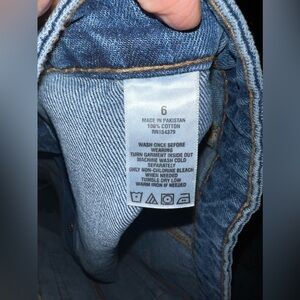 6
MADE IN PAKISTAN
100% COTTON
RN154379
WASH ONCE BEFORE
WEARING
TURN GARMENT INSIDE OUT
MACHINE WASH COLD
SEPARATELY
ONLY NON-CHLORINE BLEACH
WHEN NEEDED
TUMBLE DRY LOW
WARM IRON IF NEEDED